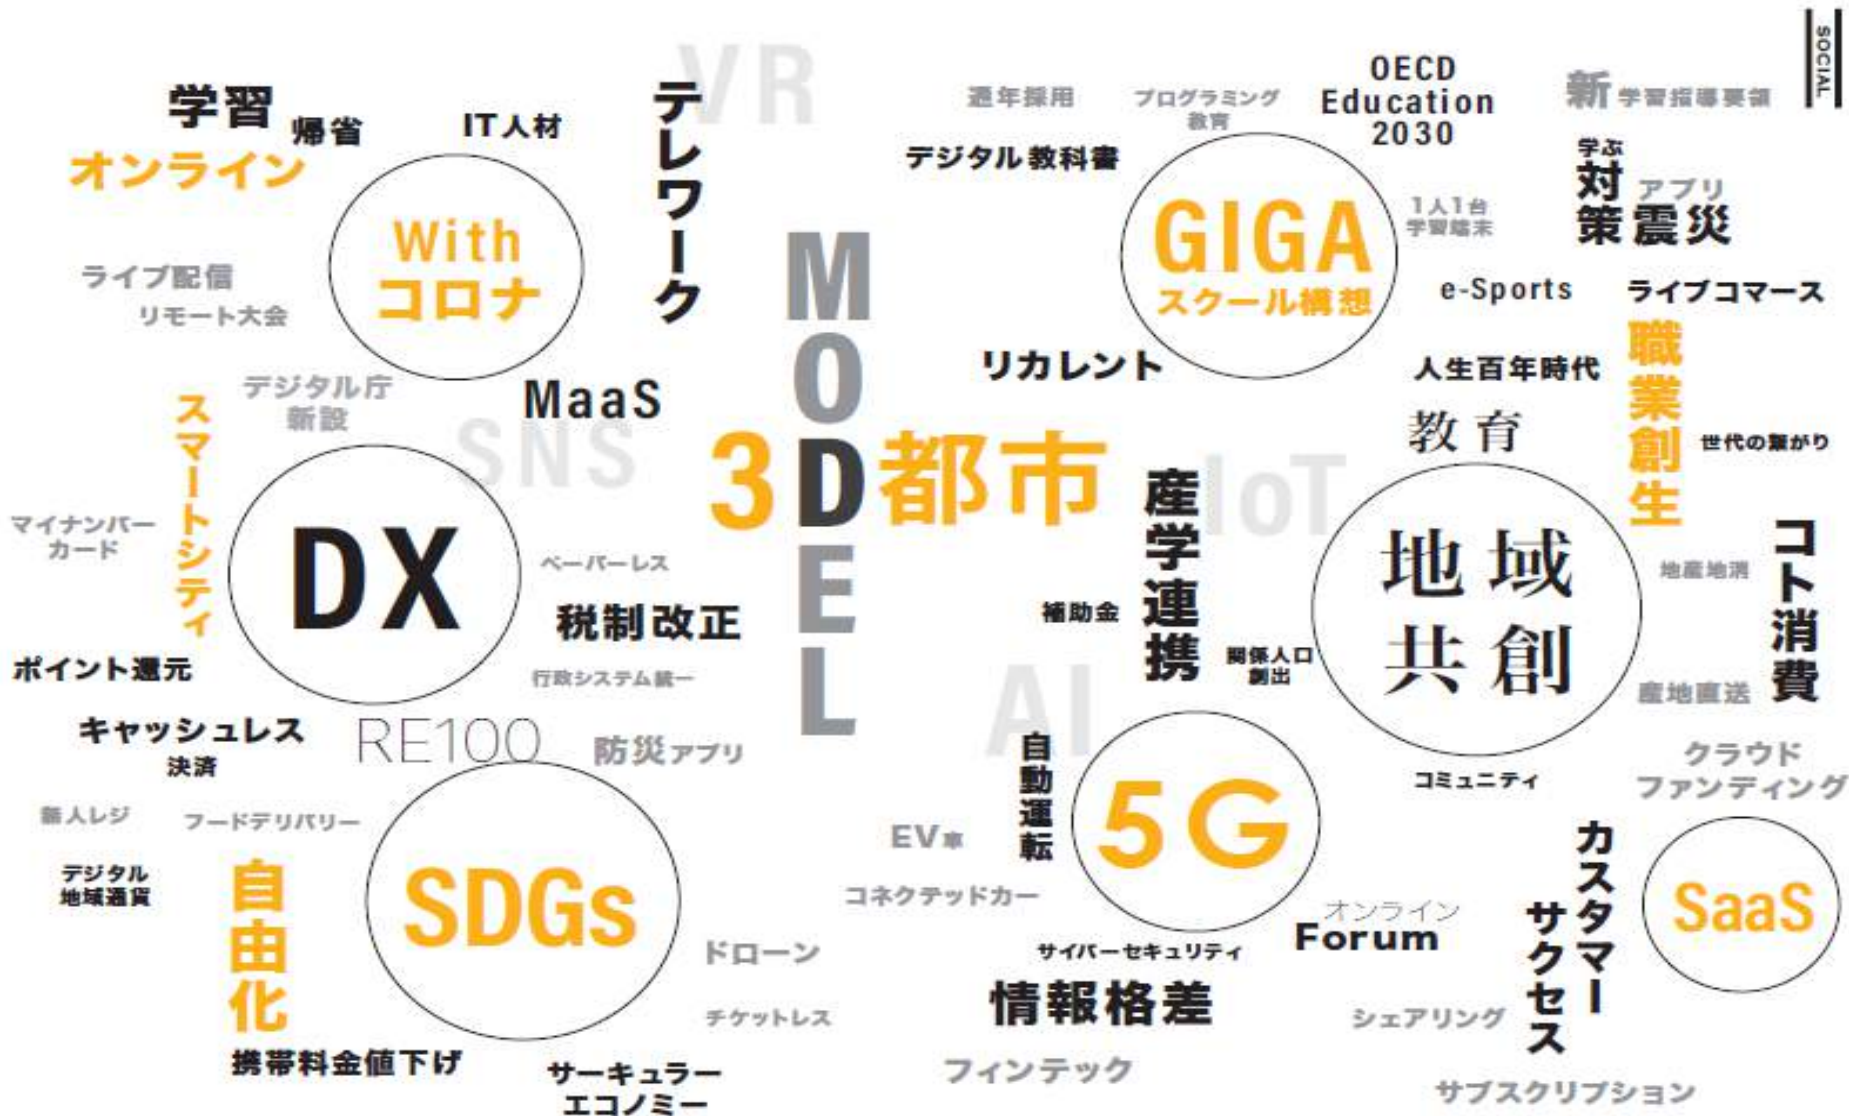 SOCIAL
VR
学習
帰省
IT人材
オンライン
With
コロナ
テレワーク
ライブ配信
リモート大会
通年採用
プログラミング
教育
OECD
Education
2030
新学習指導要領
デジタル教科書
GIGA
スクール構想
1人1台
学習端末
学ぶ
対策
アプリ
震災
e-Sports
ライブコマース
リカレント
人生百年時代
職業創生
教育
世代の繋がり
MODEL
3
都市
デジタル庁
新設
MaaS
SNS
スマートシティ
マイナンバー
カード
DX
ペーパーレス
税制改正
行政システム統一
ポイント還元
キャッシュレス
決済
RE100
防災アプリ
IoT
産学連携
補助金
関係人口
創出
地域
共創
地産地消
コト消費
産地直送
コミュニティ
クラウド
ファンディング
AI
自動運転
5G
EV車
コネクテッドカー
無人レジ
フードデリバリー
デジタル
地域通貨
自由化
SDGs
ドローン
チケットレス
携帯料金値下げ
サーキュラー
エコノミー
サイバーセキュリティ
情報格差
フィンテック
オンライン
Forum
シェアリング
カスタマー
サクセス
SaaS
サブスクリプション